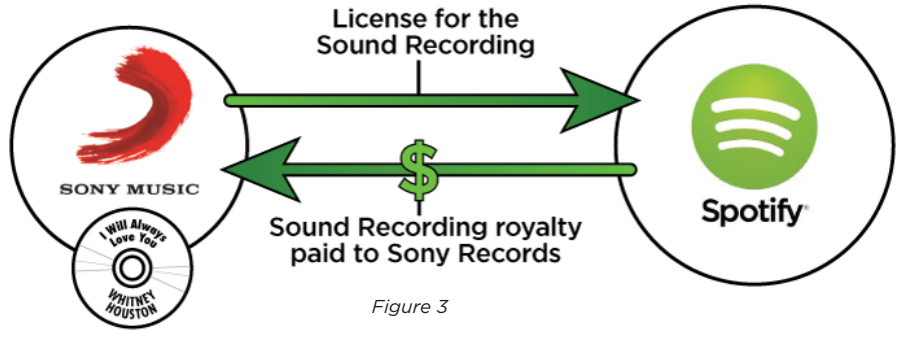 License for the
Sound Recording
SONY MUSIC
$
Spotify
I Will Always
Love You
WHITNEY
HOUSTON
Sound Recording royalty
paid to Sony Records
Figure 3